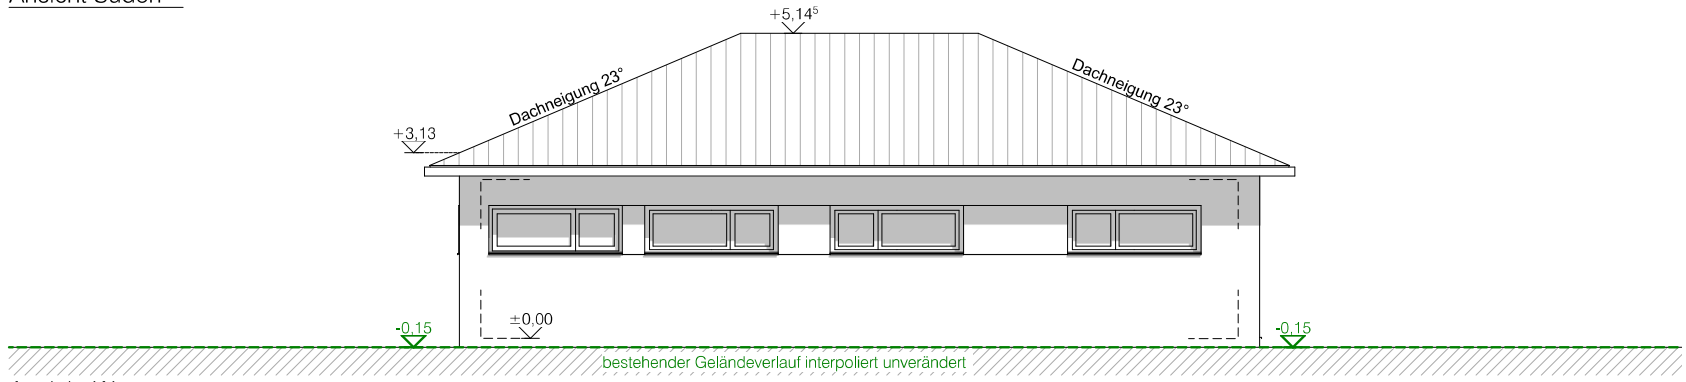 Ansicht Süden
+5,14⁵
Dachneigung 23°
Dachneigung 23°
+3,13
±0,00
-0,15
-0,15
bestehender Geländeverlauf interpoliert unverändert